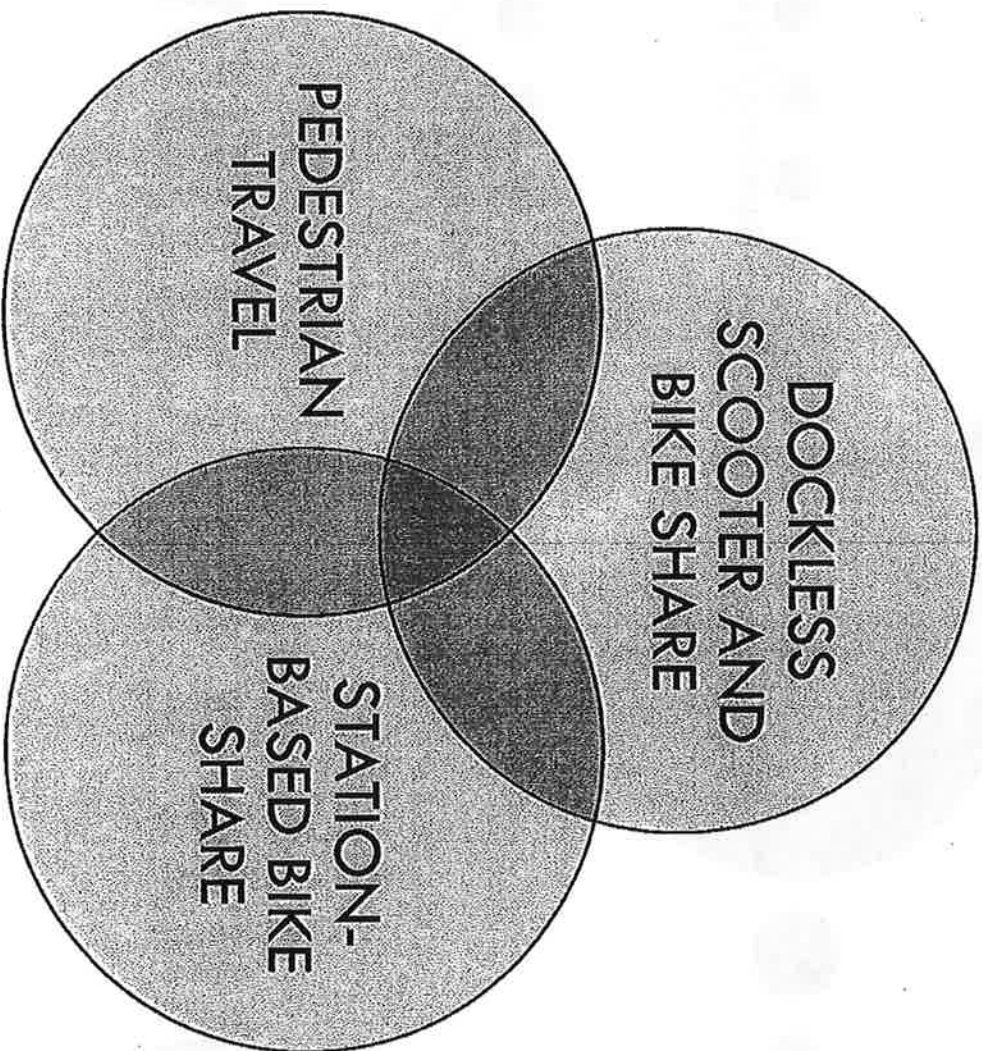 DOCKLESS
SCOOTER AND
BIKE SHARE
PEDESTRIAN
TRAVEL
STATION-
BASED BIKE
SHARE